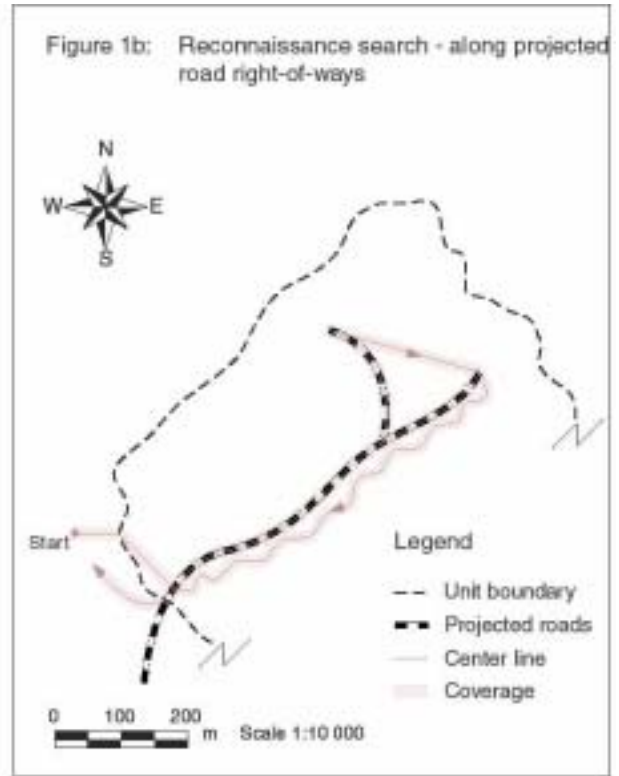 Figure 1b: Reconnaissance search - along projected
road right-of-ways
N
W E
S
Start
Legend
Unit boundary
Projected roads
Center line
Coverage
0 100 200
m Scale 1:10 000